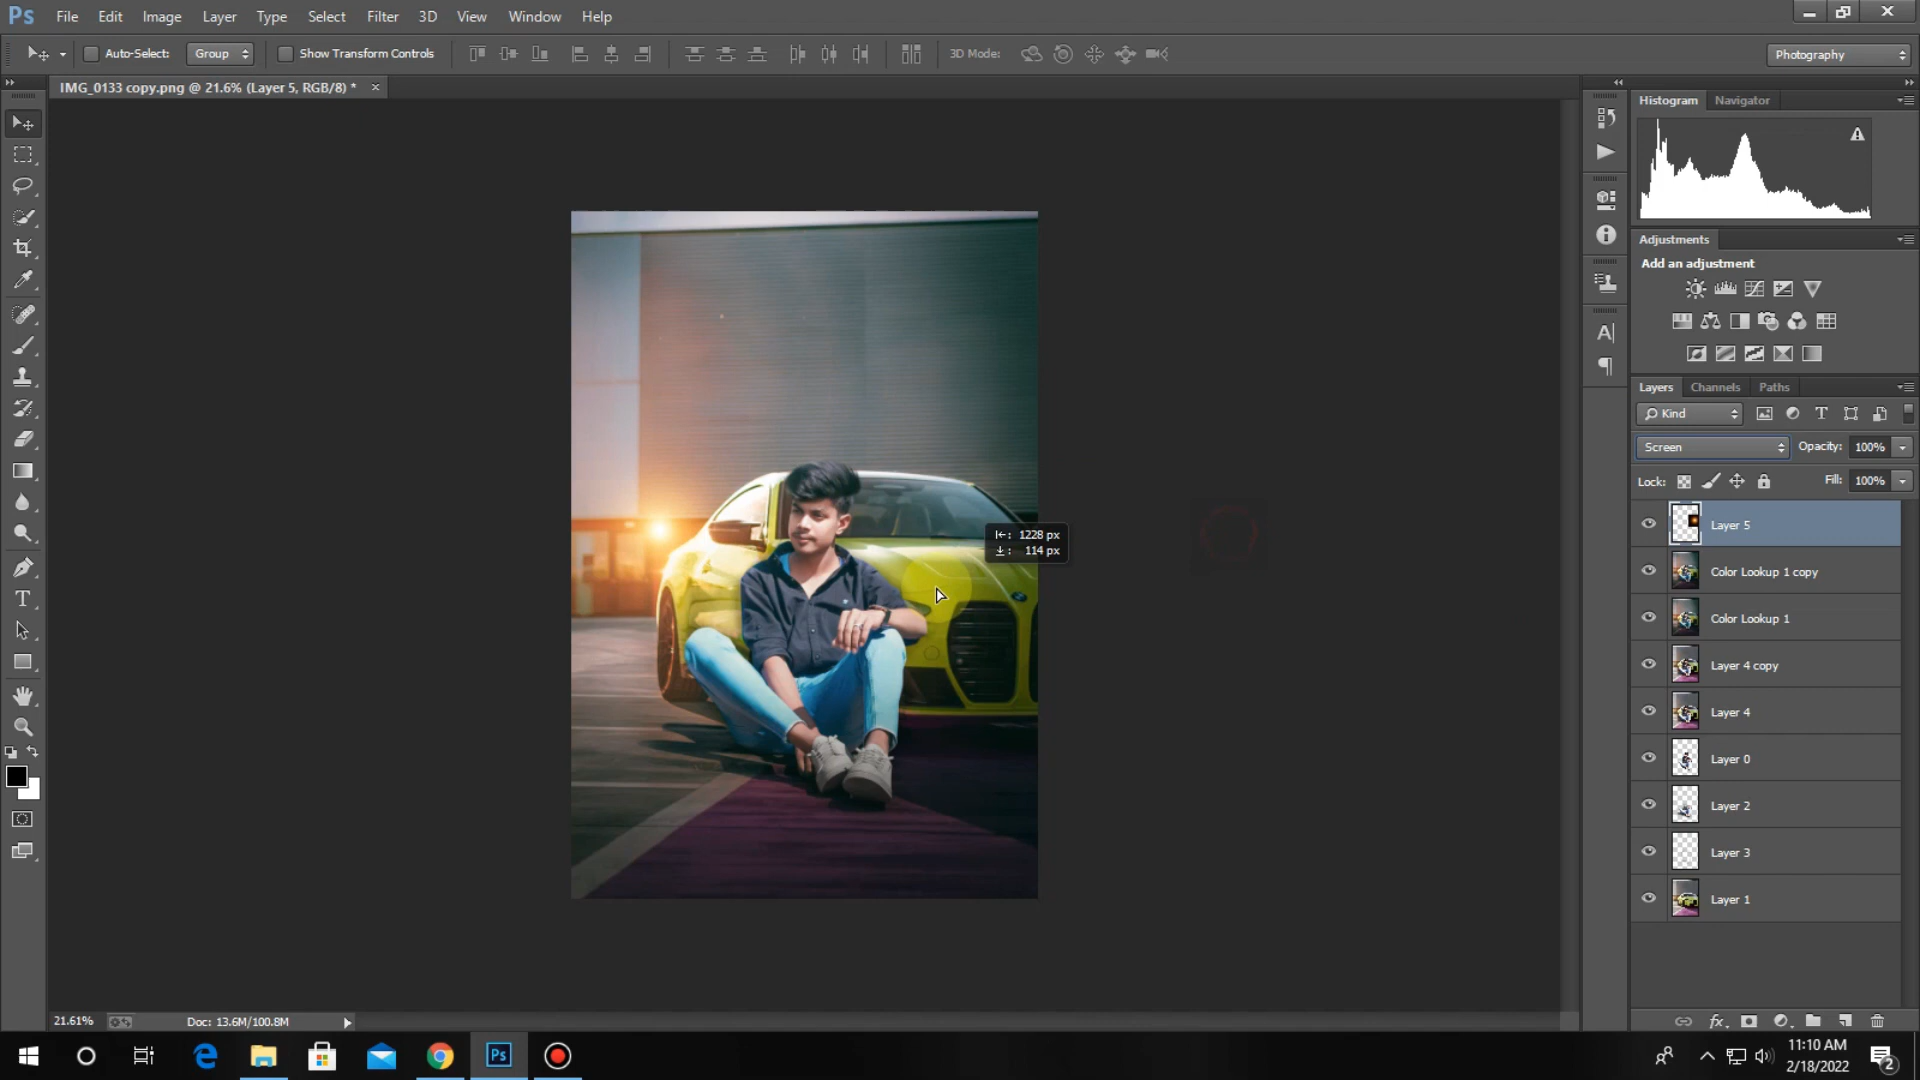 Ps File Edit Image Layer Type Select Filter 3D View Window Help
Auto-Select: Group Show Transform Controls 3D Mode: Photography
IMG_0133 copy.png @ 21.6% (Layer 5, RGB/8) *
Histogram Navigator
Adjustments
Add an adjustment
Layers Channels Paths
Kind
Screen Opacity: 100%
Lock: Fill: 100%
Layer 5
Color Lookup 1 copy
Color Lookup 1
Layer 4 copy
Layer 4
Layer 0
Layer 2
Layer 3
Layer 1
1228 px
114 px
21.61% Doc: 13.6M/100.8M
Ps
11:10 AM
2/18/2022
2